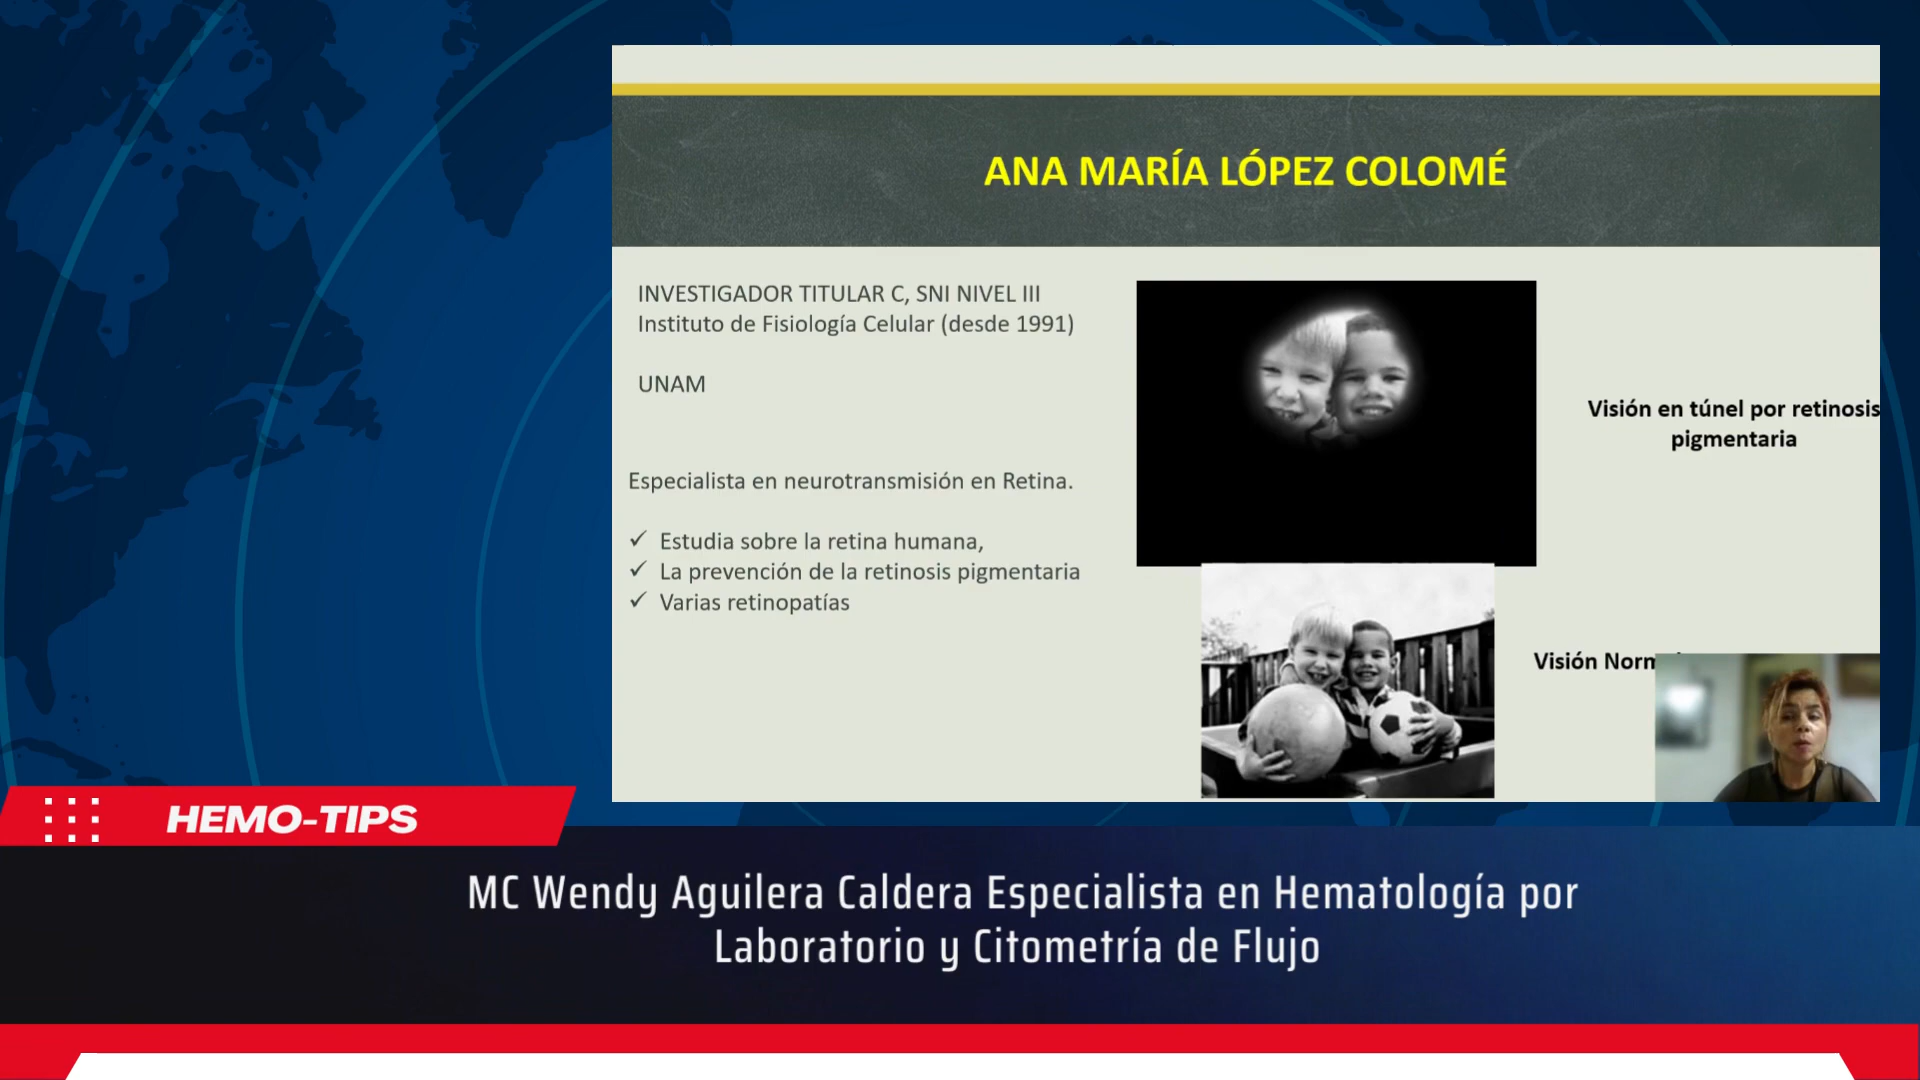 ANA MARÍA LÓPEZ COLOMÉ
INVESTIGADOR TITULAR C, SNI NIVEL III
Instituto de Fisiología Celular (desde 1991)
UNAM
Especialista en neurotransmisión en Retina.
✓ Estudia sobre la retina humana,
✓ La prevención de la retinosis pigmentaria
✓ Varias retinopatías
Visión en túnel por retinosis
pigmentaria
Visión
HEMO-TIPS
MC Wendy Aguilera Caldera Especialista en Hematología por
Laboratorio y Citometría de Flujo